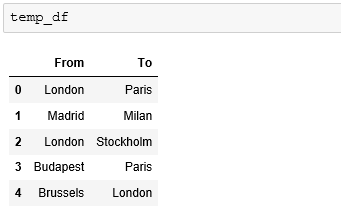 temp_df
From To
0 London Paris
1 Madrid Milan
2 London Stockholm
3 Budapest Paris
4 Brussels London